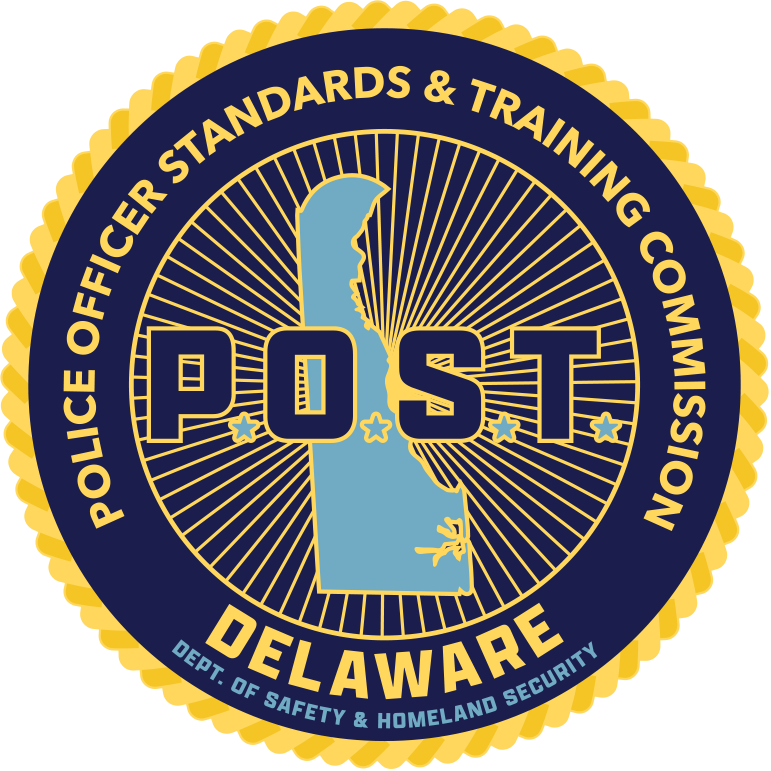 POLICE OFFICER STANDARDS & TRAINING COMMISSION
P.O.S.T.
DELAWARE
DEPT. OF SAFETY & HOMELAND SECURITY